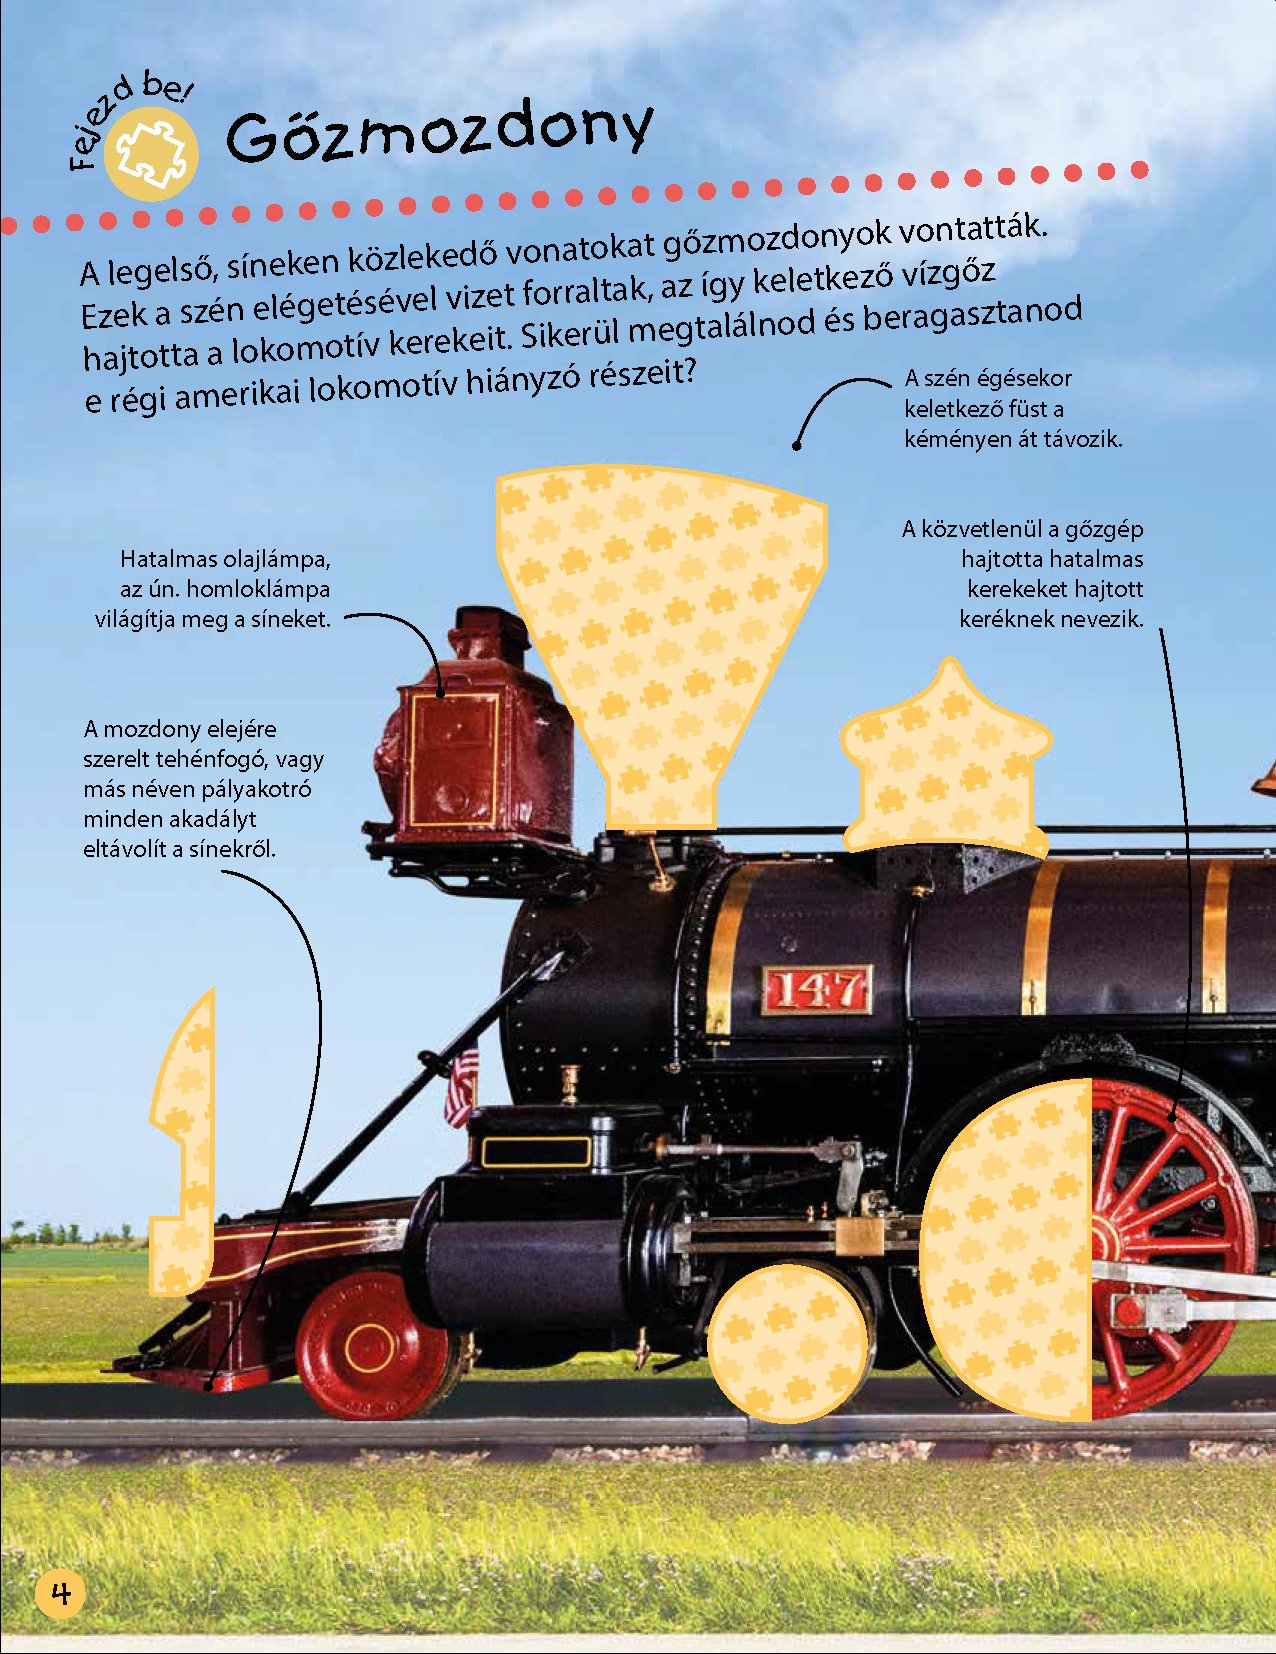 Fejezd be!
Gőzmozdony
A legelső, síneken közlekedő vonatokat gőzmozdonyok vontatták.
Ezek a szén elégetésével vizet forraltak, az így keletkező vízgőz
hajtotta a lokomotív kerekeit. Sikerül megtalálnod és beragasztanod
e régi amerikai lokomotív hiányzó részeit?
A szén égésekor
keletkező füst a
kéményen át távozik.
Hatalmas olajlámpa,
az ún. homloklámpa
világítja meg a síneket.
A közvetlenül a gőzgép
hajtotta hatalmas
kerekeket hajtott
keréknek nevezik.
A mozdony elejére
szerelt tehénfogó, vagy
más néven pályakotró
minden akadályt
eltávolít a sínekről.
147
4